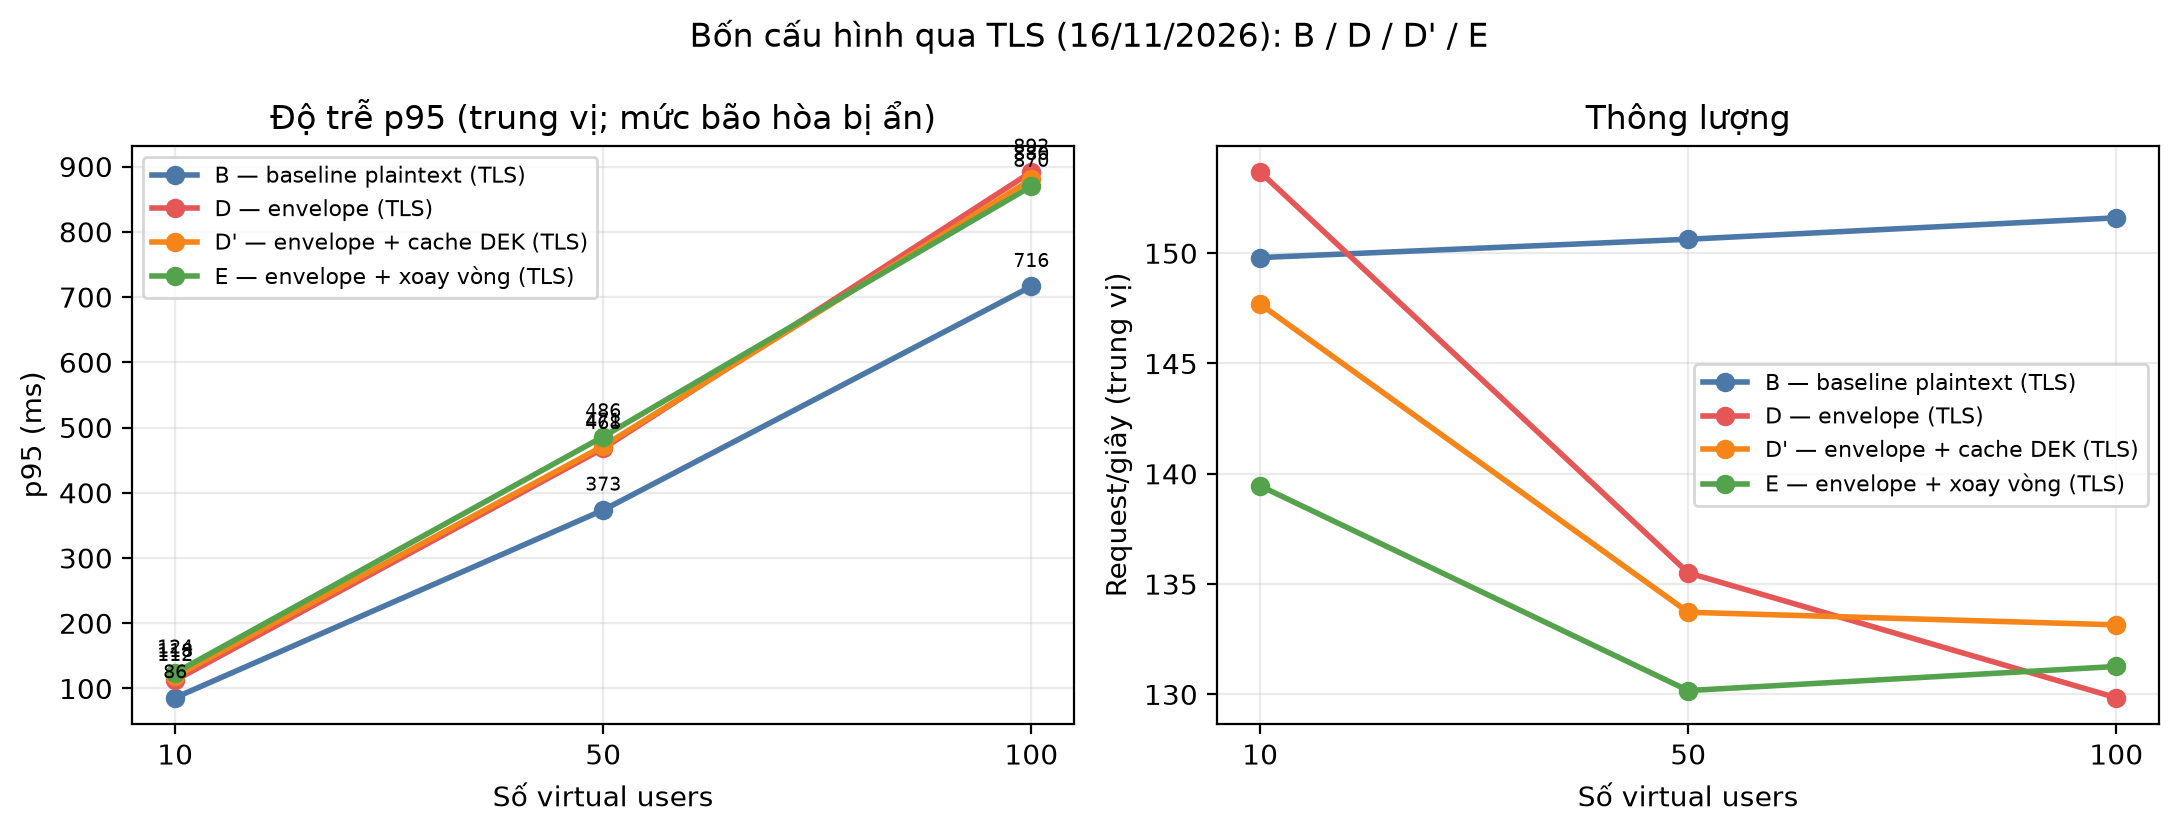 Bốn cấu hình qua TLS (16/11/2026): B / D / D' / E
Độ trễ p95 (trung vị; mức bão hòa bị ẩn)
p95 (ms)
900
800
700
600
500
400
300
200
100
B — baseline plaintext (TLS)
D — envelope (TLS)
D' — envelope + cache DEK (TLS)
E — envelope + xoay vòng (TLS)
892
870
716
486
373
124
112
86
10
50
100
Số virtual users
Thông lượng
Request/giây (trung vị)
150
145
140
135
130
B — baseline plaintext (TLS)
D — envelope (TLS)
D' — envelope + cache DEK (TLS)
E — envelope + xoay vòng (TLS)
10
50
100
Số virtual users